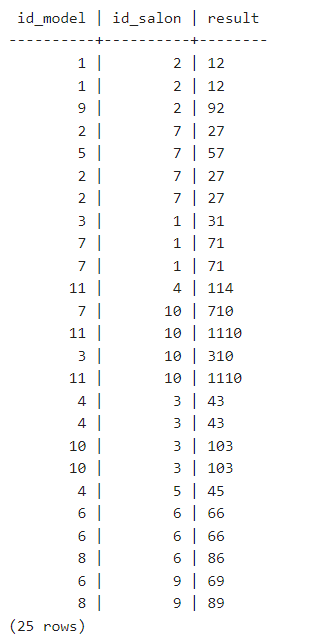 id_model | id_salon | result
----------+----------+--------
        1 |        2 | 12
        1 |        2 | 12
        9 |        2 | 92
        2 |        7 | 27
        5 |        7 | 57
        2 |        7 | 27
        2 |        7 | 27
        3 |        1 | 31
        7 |        1 | 71
        7 |        1 | 71
       11 |        4 | 114
        7 |       10 | 710
       11 |       10 | 1110
        3 |       10 | 310
       11 |       10 | 1110
        4 |        3 | 43
        4 |        3 | 43
       10 |        3 | 103
       10 |        3 | 103
        4 |        5 | 45
        6 |        6 | 66
        6 |        6 | 66
        8 |        6 | 86
        6 |        9 | 69
        8 |        9 | 89
(25 rows)